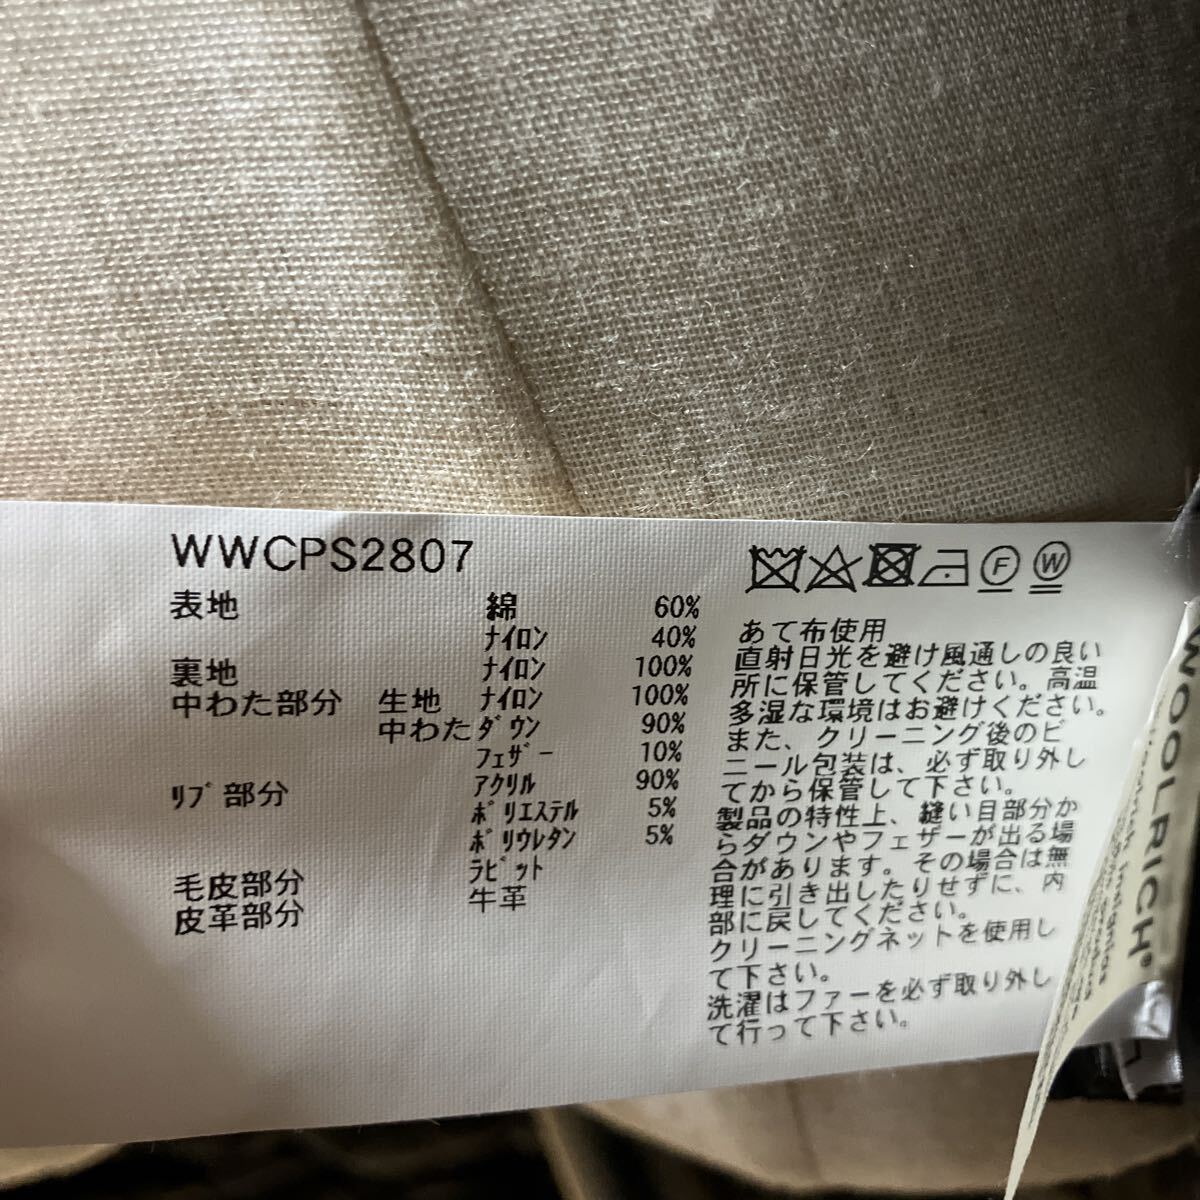 WWCPS2807
表地 綿 60%
ナイロン 40%
裏地 ナイロン 100%
中わた部分 生地 ナイロン 100%
中わた ダウン 90%
フェザー 10%
リブ部分 アクリル 90%
ポリエステル 5%
ポリウレタン 5%
毛皮部分 ラビット
皮革部分 牛革
F W
あて布使用
直射日光を避け風通しの良い
所に保管してください。高温
多湿な環境はお避けください。
また、クリーニング後のビ
ニール包装は、必ず取り外し
てから保管して下さい。
製品の特性上、縫い目部分か
らダウンやフェザーが出る場
合があります。その場合は無
理に引き出したりせずに、内
部に戻してください。
クリーニングネットを使用し
て下さい。
洗濯はファーを必ず取り外し
て行って下さい。
WOOLRICH®